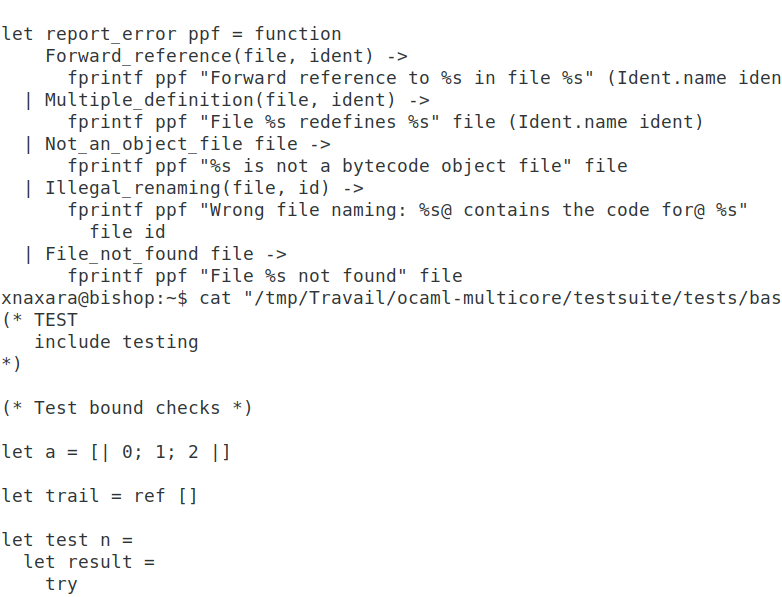 let report_error ppf = function
    Forward_reference(file, ident) ->
      fprintf ppf "Forward reference to %s in file %s" (Ident.name iden
  | Multiple_definition(file, ident) ->
      fprintf ppf "File %s redefines %s" file (Ident.name ident)
  | Not_an_object_file file ->
      fprintf ppf "%s is not a bytecode object file" file
  | Illegal_renaming(file, id) ->
      fprintf ppf "Wrong file naming: %s@ contains the code for@ %s"
        file id
  | File_not_found file ->
      fprintf ppf "File %s not found" file
xnaxara@bishop:~$ cat "/tmp/Travail/ocaml-multicore/testsuite/tests/bas
(* TEST
   include testing
*)

(* Test bound checks *)

let a = [| 0; 1; 2 |]

let trail = ref []

let test n =
  let result =
    try